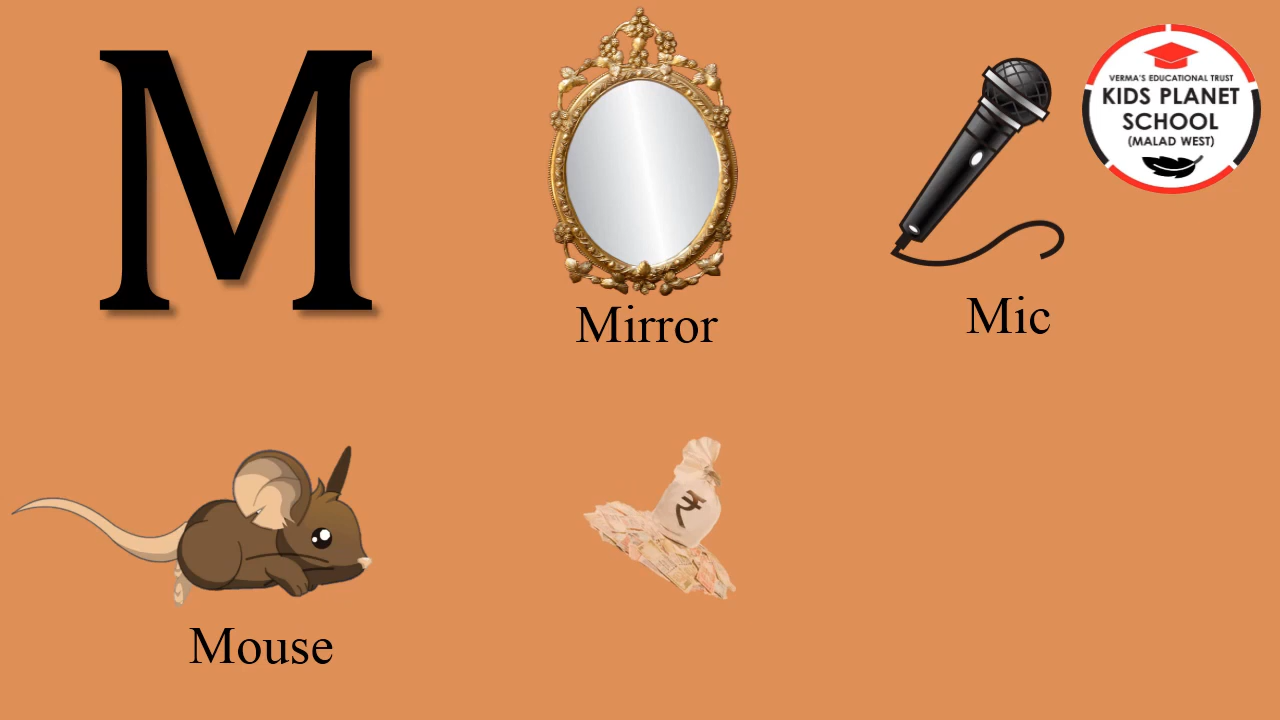 M
Mirror
Mic
VERMA'S EDUCATIONAL TRUST
KIDS PLANET
SCHOOL
(MALAD WEST)
Mouse
₹